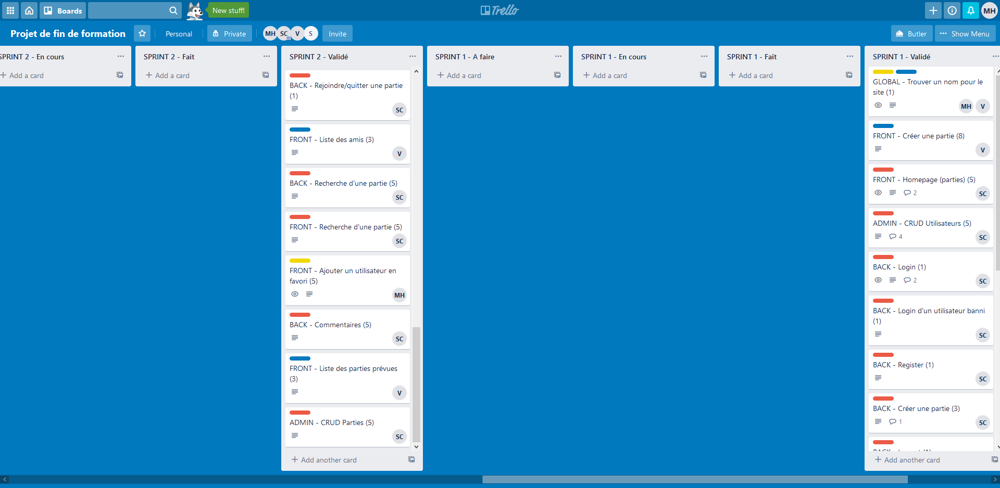 Boards
New stuff!
Trello
MH
Projet de fin de formation
Personal
Private
MH
SC
V
S
Invite
Butler
Show Menu
SPRINT 2 - En cours
Add a card
SPRINT 2 - Fait
Add a card
SPRINT 2 - Validé
BACK - Rejoindre/quitter une partie
(1)
SC
FRONT - Liste des amis (3)
V
BACK - Recherche d'une partie (5)
SC
FRONT - Recherche d'une partie (5)
SC
FRONT - Ajouter un utilisateur en
favori (5)
MH
BACK - Commentaires (5)
SC
FRONT - Liste des parties prévues
(3)
V
ADMIN - CRUD Parties (5)
SC
Add another card
SPRINT 1 - A faire
Add a card
SPRINT 1 - En cours
Add a card
SPRINT 1 - Fait
Add a card
SPRINT 1 - Validé
GLOBAL - Trouver un nom pour le
site (1)
MH V
FRONT - Créer une partie (8)
V
FRONT - Homepage (parties) (5)
2
SC
ADMIN - CRUD Utilisateurs (5)
4
SC
BACK - Login (1)
2
SC
BACK - Login d'un utilisateur banni
(1)
SC
BACK - Register (1)
SC
BACK - Créer une partie (3)
1
SC
Add another card